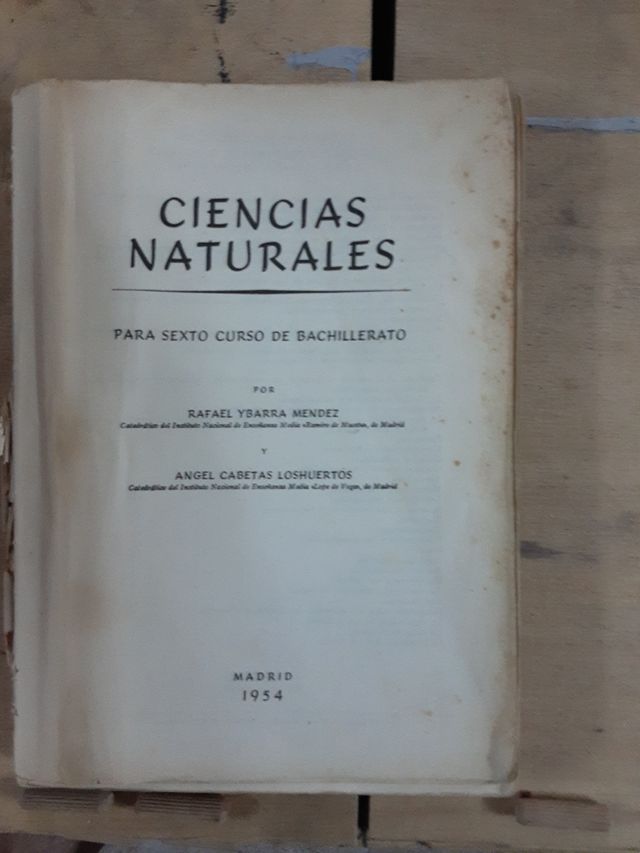 CIENCIAS
NATURALES
PARA SEXTO CURSO DE BACHILLERATO
POR
RAFAEL YBARRA MENDEZ
Catedrático del Instituto Nacional de Enseñanza Media «Ramiro de Maeztu», de Madrid
Y
ANGEL CABETAS LOSHUERTOS
Catedrático del Instituto Nacional de Enseñanza Media «Lope de Vega», de Madrid
MADRID
1954